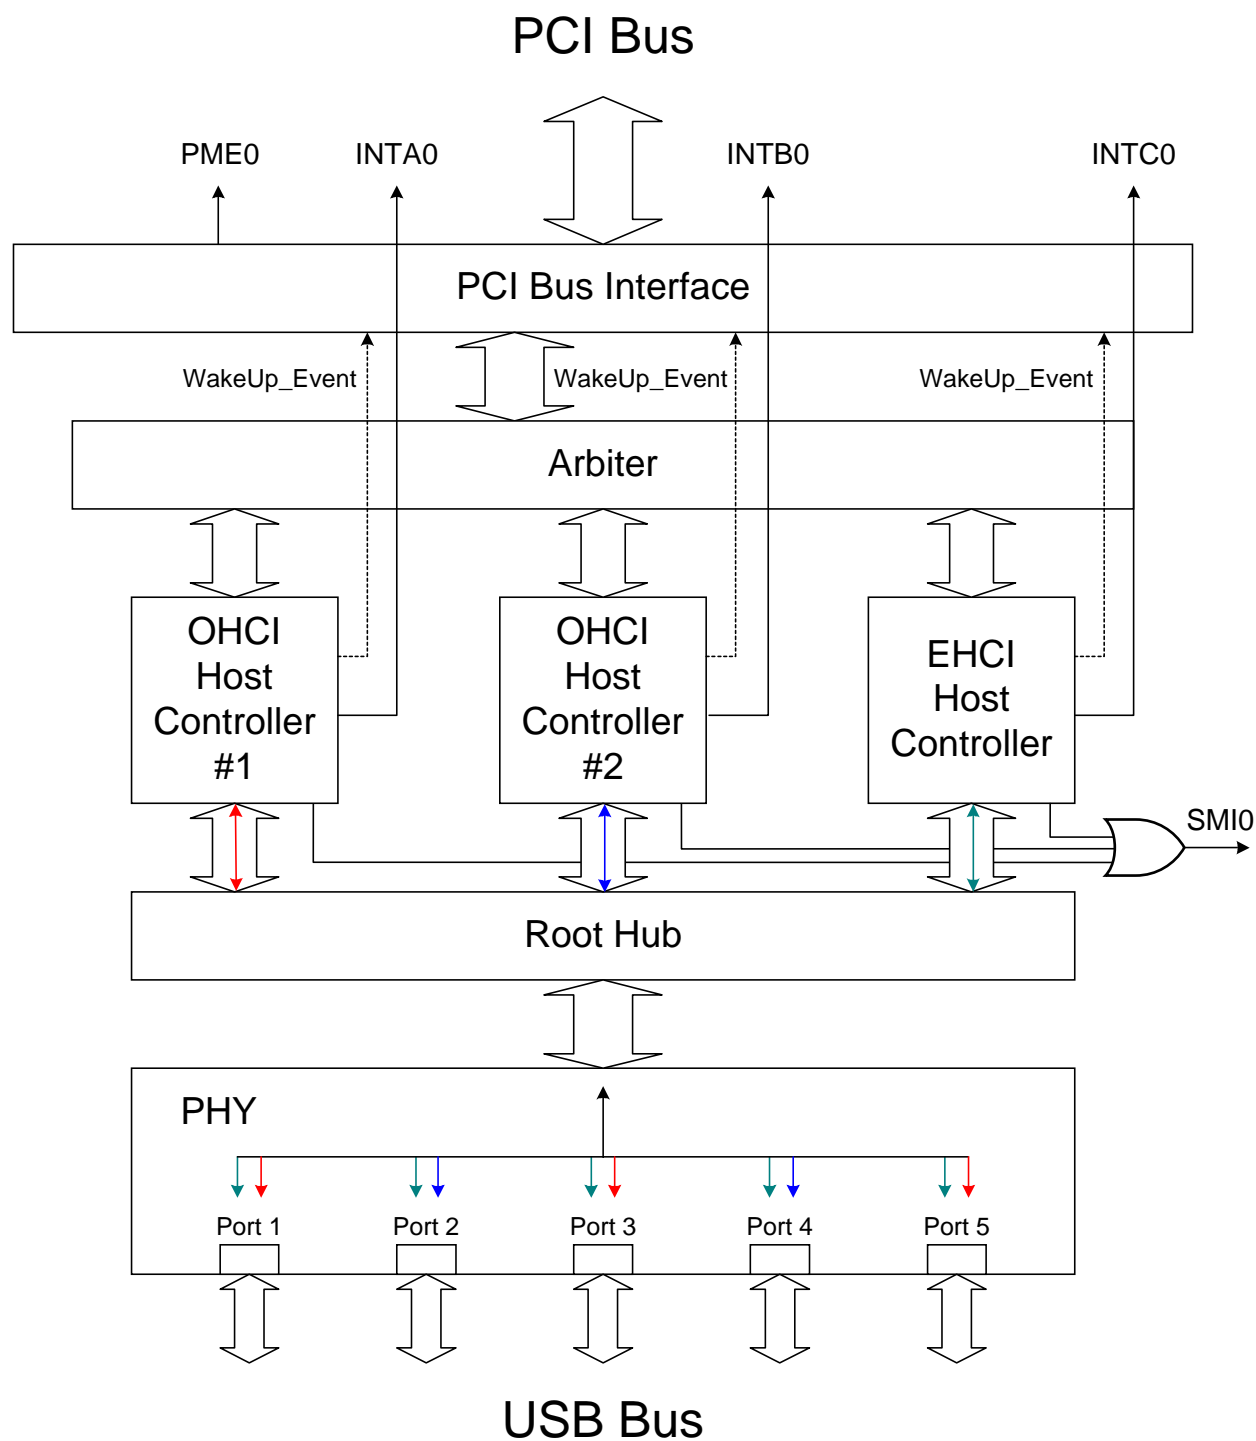 PCI Bus
PME0
INTA0
INTB0
INTC0
PCI Bus Interface
WakeUp_Event
WakeUp_Event
WakeUp_Event
Arbiter
OHCI
Host
Controller
#1
OHCI
Host
Controller
#2
EHCI
Host
Controller
SMI0
Root Hub
PHY
Port 1
Port 2
Port 3
Port 4
Port 5
USB Bus